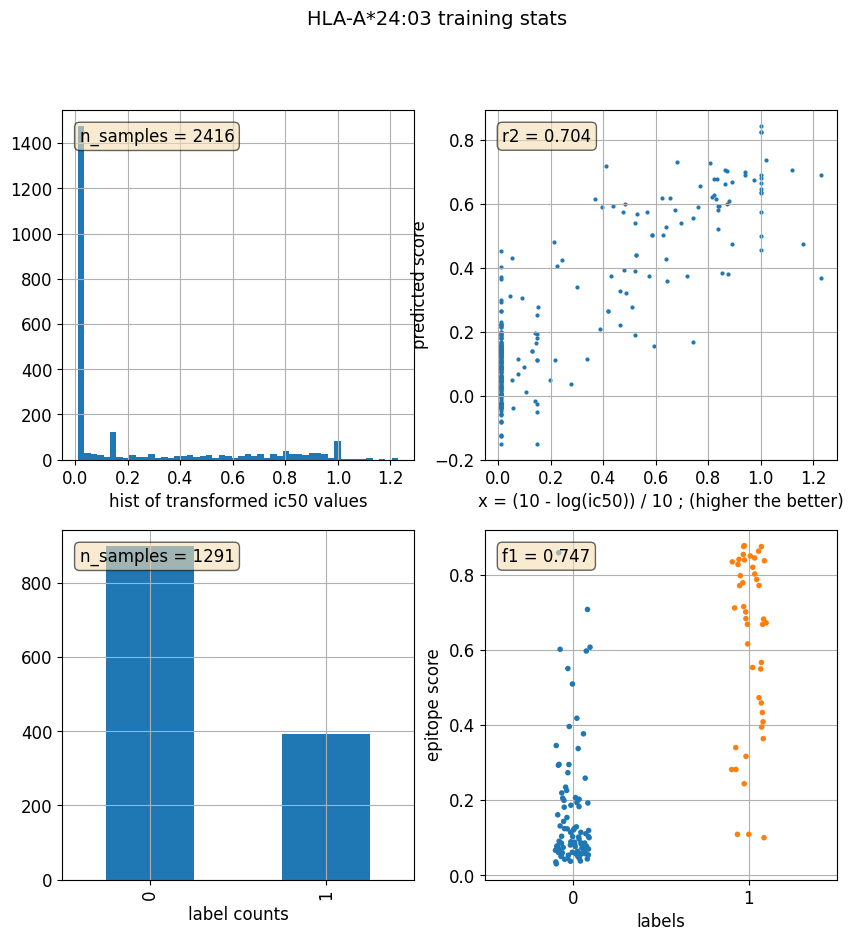 HLA-A*24:03 training stats
n_samples = 2416
1400
1200
1000
800
600
400
200
0
0.0 0.2 0.4 0.6 0.8 1.0 1.2
hist of transformed ic50 values
r2 = 0.704
predicted score
0.8
0.6
0.4
0.2
0.0
−0.2
0.0 0.2 0.4 0.6 0.8 1.0 1.2
x = (10 - log(ic50)) / 10 ; (higher the better)
n_samples = 1291
800
600
400
200
0
0 1
label counts
f1 = 0.747
epitope score
0.8
0.6
0.4
0.2
0.0
0 1
labels